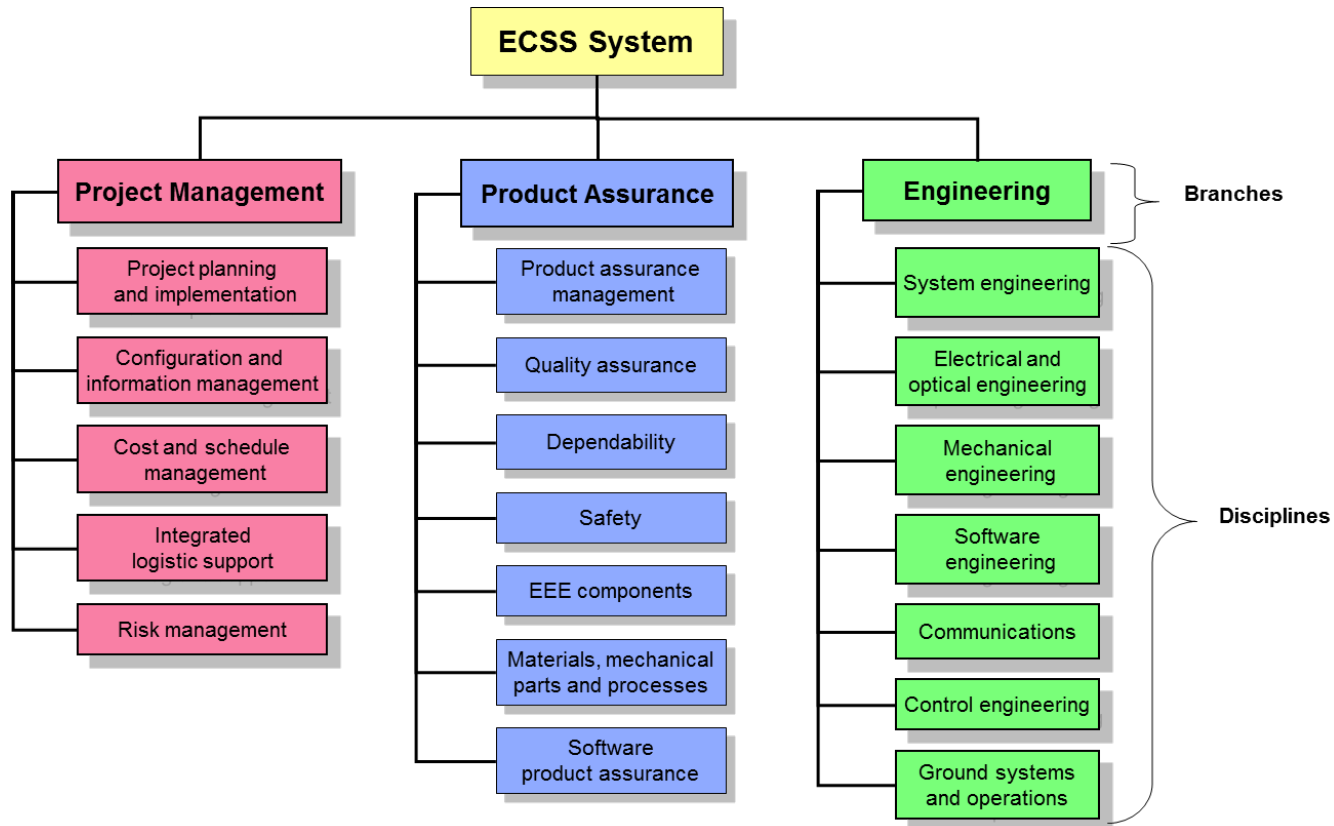 ECSS System
Project Management
Product Assurance
Engineering
Branches
Project planning
and implementation
Configuration and
information management
Cost and schedule
management
Integrated
logistic support
Risk management
Product assurance
management
Quality assurance
Dependability
Safety
EEE components
Materials, mechanical
parts and processes
Software
product assurance
System engineering
Electrical and
optical engineering
Mechanical
engineering
Software
engineering
Communications
Control engineering
Ground systems
and operations
Disciplines